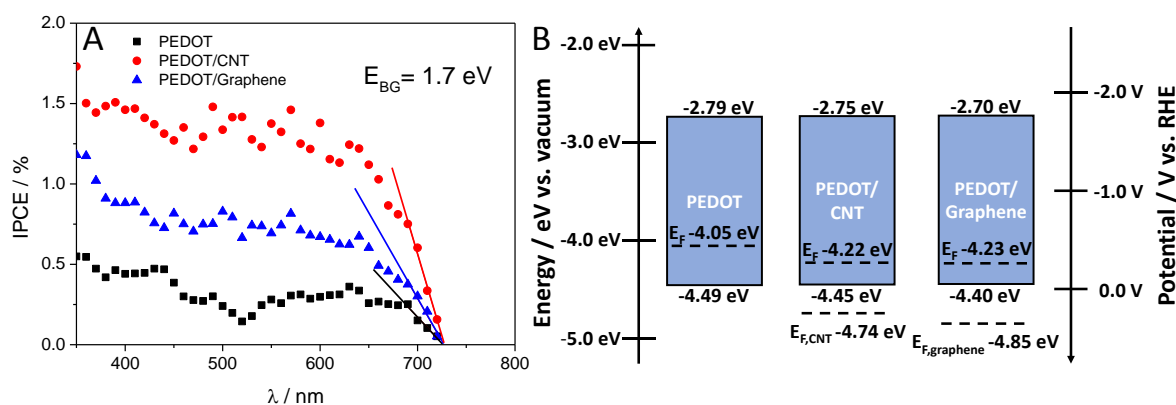 A
PEDOT
PEDOT/CNT
PEDOT/Graphene
E_BG= 1.7 eV
2.0
1.5
1.0
0.5
0.0
IPCE / %
400
500
600
700
800
λ / nm
B
Energy / eV vs. vacuum
-2.0 eV
-3.0 eV
-4.0 eV
-5.0 eV
-2.79 eV
PEDOT
E_F -4.05 eV
-4.49 eV
-2.75 eV
PEDOT/
CNT
E_F -4.22 eV
-4.45 eV
E_F,CNT -4.74 eV
-2.70 eV
PEDOT/
Graphene
E_F -4.23 eV
-4.40 eV
E_F,graphene -4.85 eV
-2.0 V
-1.0 V
0.0 V
Potential / V vs. RHE